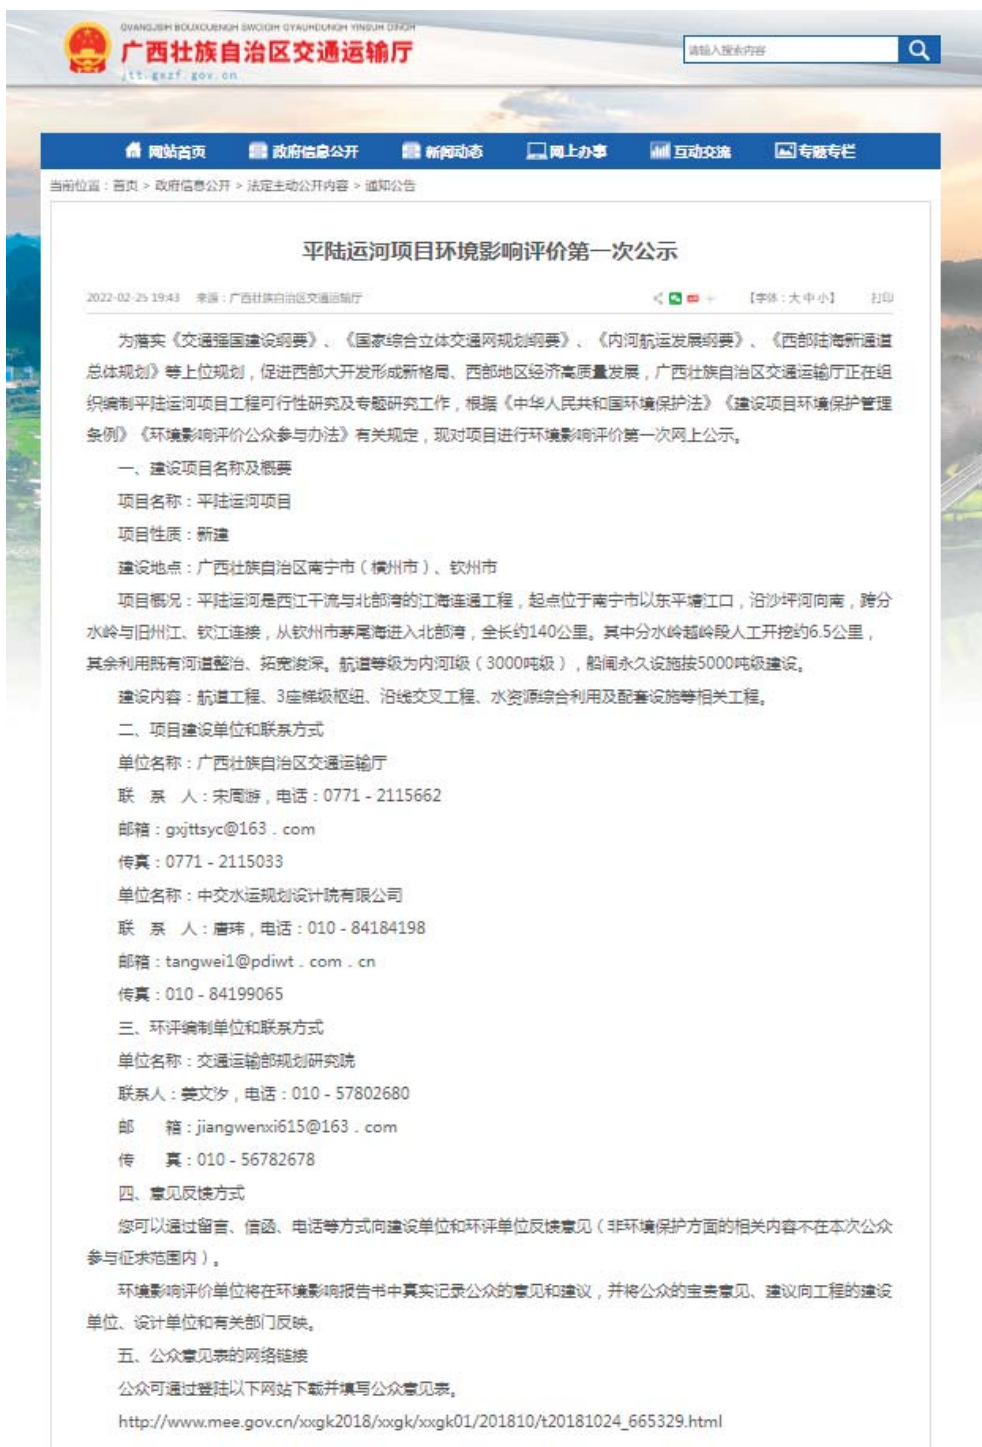 GVANGJSIH BOUXCUENGH SWCIGIH GYAUHDUNGH YINSUH DINGH
广西壮族自治区交通运输厅
jtt.gxzf.gov.cn
请输入搜索内容
网站首页 政府信息公开 新闻动态 网上办事 互动交流 专题专栏
当前位置：首页 > 政府信息公开 > 法定主动公开内容 > 通知公告
平陆运河项目环境影响评价第一次公示
2022-02-25 19:43 来源：广西壮族自治区交通运输厅 【字体：大 中 小】 打印
为落实《交通强国建设纲要》、《国家综合立体交通网规划纲要》、《内河航运发展纲要》、《西部陆海新通道
总体规划》等上位规划，促进西部大开发形成新格局、西部地区经济高质量发展，广西壮族自治区交通运输厅正在组
织编制平陆运河项目工程可行性研究及专题研究工作，根据《中华人民共和国环境保护法》《建设项目环境保护管理
条例》《环境影响评价公众参与办法》有关规定，现对项目进行环境影响评价第一次网上公示。
一、建设项目名称及概要
项目名称：平陆运河项目
项目性质：新建
建设地点：广西壮族自治区南宁市（横州市）、钦州市
项目概况：平陆运河是西江干流与北部湾的江海连通工程，起点位于南宁市以东平塘江口，沿沙坪河向南，跨分
水岭与旧州江、钦江连接，从钦州市茅尾海进入北部湾，全长约140公里。其中分水岭越岭段人工开挖约6.5公里，
其余利用既有河道整治、拓宽浚深。航道等级为内河I级（3000吨级），船闸永久设施按5000吨级建设。
建设内容：航道工程、3座梯级枢纽、沿线交叉工程、水资源综合利用及配套设施等相关工程。
二、项目建设单位和联系方式
单位名称：广西壮族自治区交通运输厅
联 系 人：宋周游，电话：0771－2115662
邮箱：gxjttsyc@163．com
传真：0771－2115033
单位名称：中交水运规划设计院有限公司
联 系 人：唐玮，电话：010－84184198
邮箱：tangwei1@pdiwt．com．cn
传真：010－84199065
三、环评编制单位和联系方式
单位名称：交通运输部规划研究院
联系人：姜文汐，电话：010－57802680
邮 箱：jiangwenxi615@163．com
传 真：010－56782678
四、意见反馈方式
您可以通过留言、信函、电话等方式向建设单位和环评单位反馈意见（非环境保护方面的相关内容不在本次公众
参与征求范围内）。
环境影响评价单位将在环境影响报告书中真实记录公众的意见和建议，并将公众的宝贵意见、建议向工程的建设
单位、设计单位和有关部门反映。
五、公众意见表的网络链接
公众可通过登陆以下网站下载并填写公众意见表。
http://www.mee.gov.cn/xxgk2018/xxgk/xxgk01/201810/t20181024_665329.html